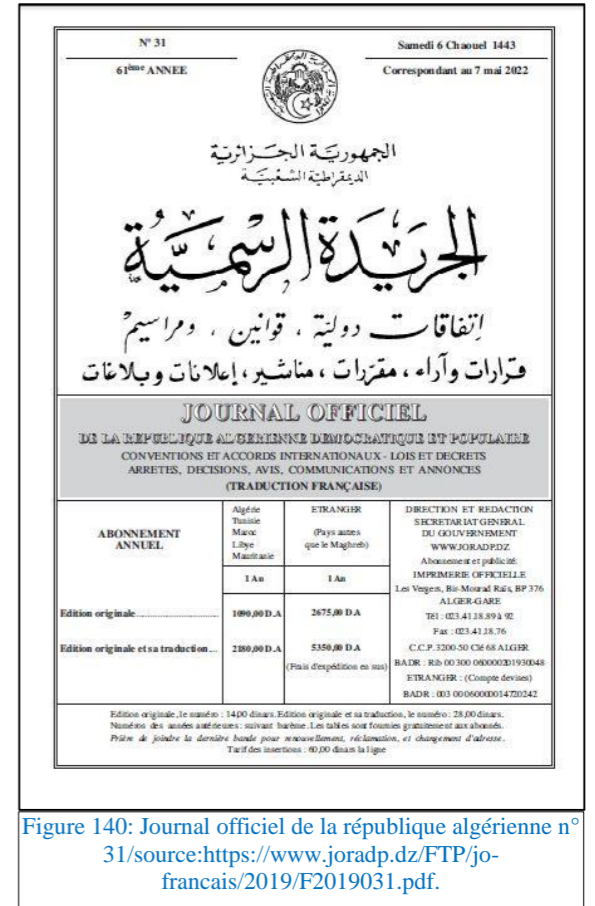 N° 31
Samedi 6 Chaouel 1443
61ème ANNEE
Correspondant au 7 mai 2022
الجمهورية الجزائرية
الديمقراطية الشعبية
الجريدة الرسمية
إتفاقات دولية ، قوانين ، ومراسيم
قرارات وآراء ، مقررات ، مناشير ، إعلانات وبلاغات
JOURNAL OFFICIEL
DE LA REPUBLIQUE ALGERIENNE DEMOCRATIQUE ET POPULAIRE
CONVENTIONS ET ACCORDS INTERNATIONAUX - LOIS ET DECRETS
ARRETES, DECISIONS, AVIS, COMMUNICATIONS ET ANNONCES
(TRADUCTION FRANÇAISE)
ABONNEMENT
ANNUEL
Algérie
Tunisie
Maroc
Libye
Mauritanie
ETRANGER
(Pays autres
que le Maghreb)
1 An
1 An
Edition originale
1090,00 D.A
2675,00 D.A
Edition originale et sa traduction...
2180,00 D.A
5350,00 D.A
(Frais d'expédition en sus)
DIRECTION ET REDACTION
SECRETARIAT GENERAL
DU GOUVERNEMENT
WWW.JORADP.DZ
Abonnement et publicité:
IMPRIMERIE OFFICIELLE
Les Vergers, Bir-Mourad Raïs, BP 376
ALGER-GARE
Tél : 023.41.18.89 à 92
Fax : 023.41.18.76
C.C.P. 3200-50 Clé 68 ALGER
BADR : Rib 00 300 060000201930048
ETRANGER : (Compte devises)
BADR : 003 00 060000014720242
Edition originale, le numéro : 14,00 dinars. Edition originale et sa traduction, le numéro : 28,00 dinars.
Numéros des années antérieures : suivant barème. Les tables sont fournies gratuitement aux abonnés.
Prière de joindre la dernière bande pour renouvellement, réclamation, et changement d'adresse.
Tarif des insertions : 60,00 dinars la ligne
Figure 140: Journal officiel de la république algérienne n°
31/source:https://www.joradp.dz/FTP/jo-
francais/2019/F2019031.pdf.